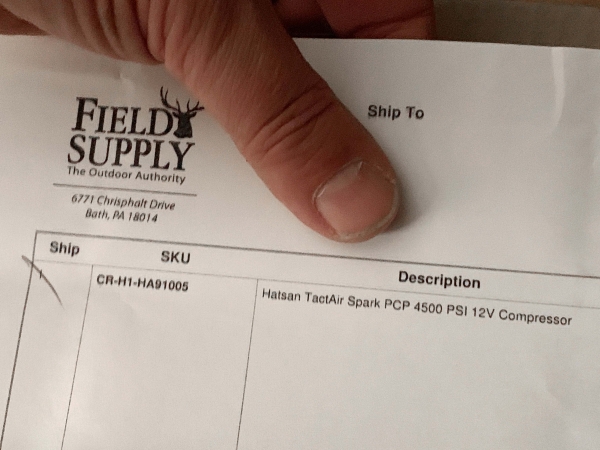 FIELD
SUPPLY
The Outdoor Authority
6771 Chrisphalt Drive
Bath, PA 18014
Ship To
Ship SKU Description
CR-H1-HA91005 Hatsan TactAir Spark PCP 4500 PSI 12V Compressor